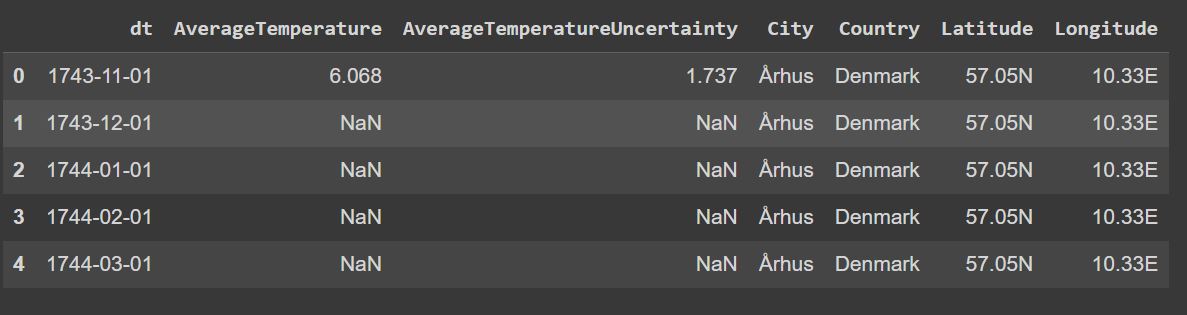 dt AverageTemperature AverageTemperatureUncertainty City Country Latitude Longitude
0 1743-11-01 6.068 1.737 Århus Denmark 57.05N 10.33E
1 1743-12-01 NaN NaN Århus Denmark 57.05N 10.33E
2 1744-01-01 NaN NaN Århus Denmark 57.05N 10.33E
3 1744-02-01 NaN NaN Århus Denmark 57.05N 10.33E
4 1744-03-01 NaN NaN Århus Denmark 57.05N 10.33E